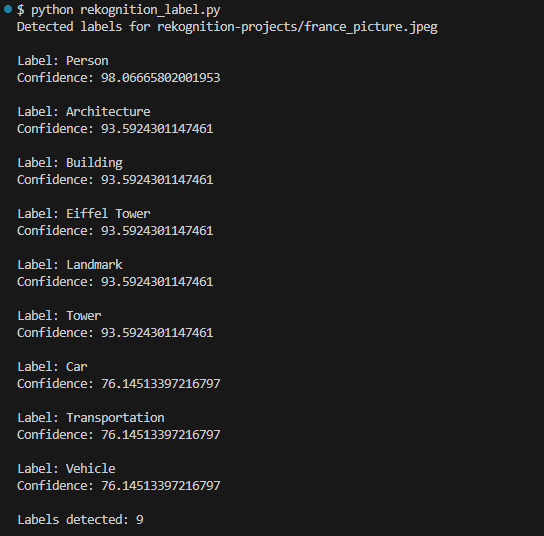 $ python rekognition_label.py
Detected labels for rekognition-projects/france_picture.jpeg
Label: Person
Confidence: 98.06665802001953
Label: Architecture
Confidence: 93.5924301147461
Label: Building
Confidence: 93.5924301147461
Label: Eiffel Tower
Confidence: 93.5924301147461
Label: Landmark
Confidence: 93.5924301147461
Label: Tower
Confidence: 93.5924301147461
Label: Car
Confidence: 76.14513397216797
Label: Transportation
Confidence: 76.14513397216797
Label: Vehicle
Confidence: 76.14513397216797
Labels detected: 9